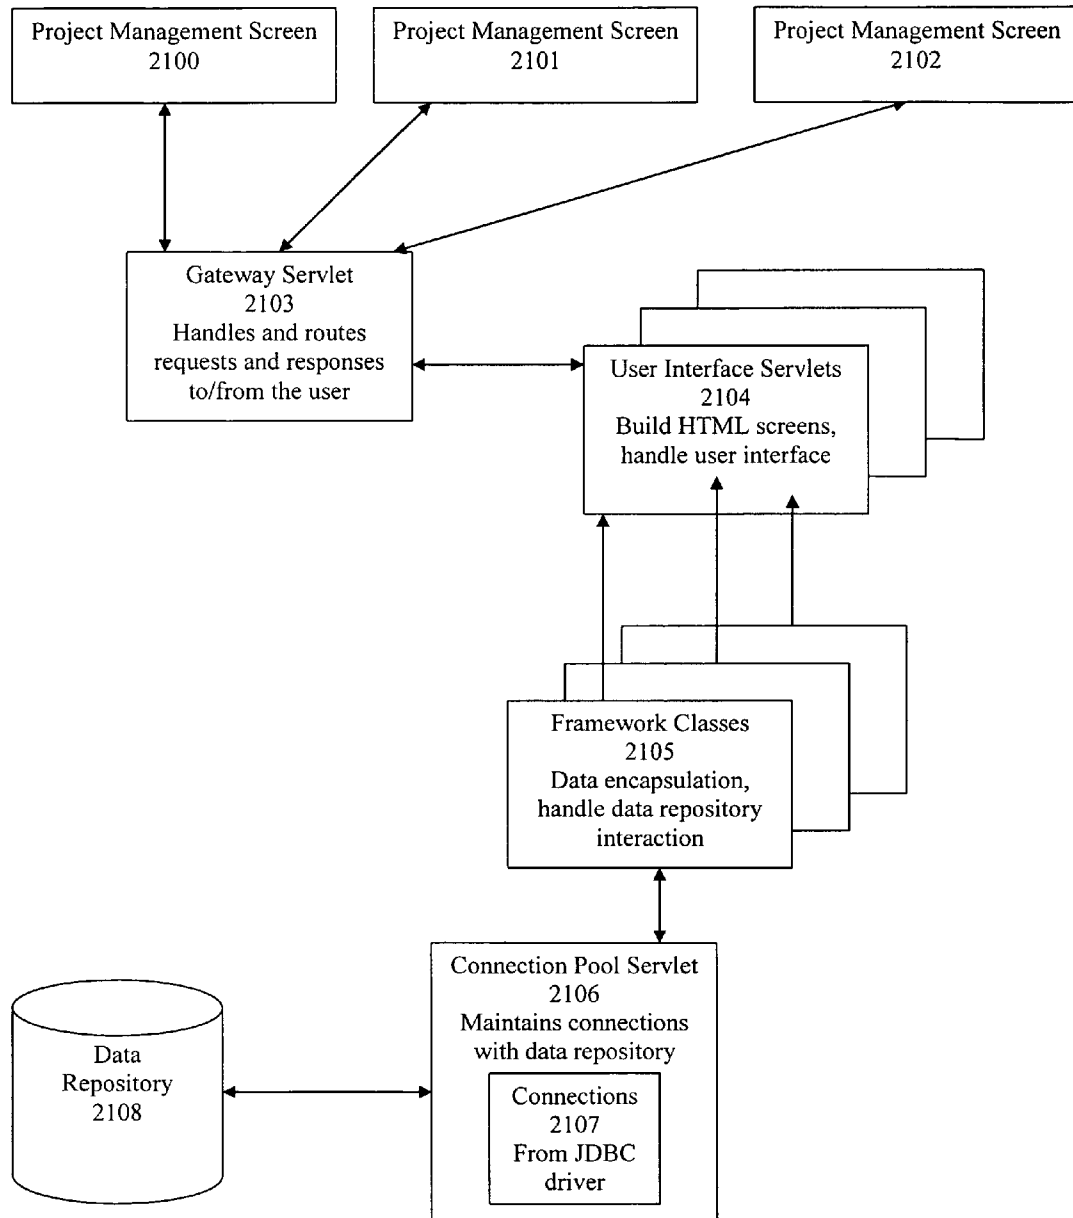 Project Management Screen
2100
Project Management Screen
2101
Project Management Screen
2102
Gateway Servlet
2103
Handles and routes
requests and responses
to/from the user
User Interface Servlets
2104
Build HTML screens,
handle user interface
Framework Classes
2105
Data encapsulation,
handle data repository
interaction
Connection Pool Servlet
2106
Maintains connections
with data repository
Connections
2107
From JDBC
driver
Data
Repository
2108